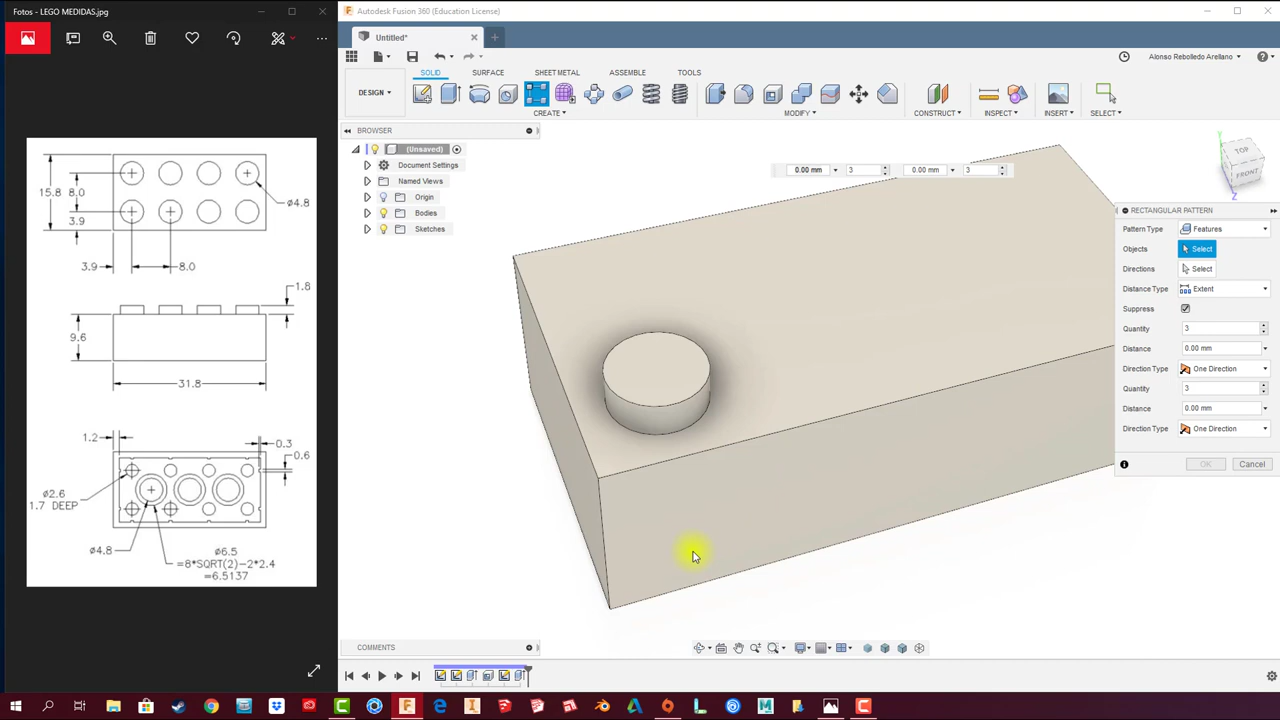 Fotos - LEGO MEDIDAS.jpg
Autodesk Fusion 360 (Education License)
Untitled*
Alonso Rebolledo Arellano
SOLID
SURFACE
SHEET METAL
ASSEMBLE
TOOLS
DESIGN
CREATE
MODIFY
CONSTRUCT
INSPECT
INSERT
SELECT
BROWSER
(Unsaved)
Document Settings
Named Views
Origin
Bodies
Sketches
0.00 mm
3
0.00 mm
3
TOP
FRONT
Y
Z
RECTANGULAR PATTERN
Pattern Type
Features
Objects
Select
Directions
Select
Distance Type
Extent
Suppress
Quantity
3
Distance
0.00 mm
Direction Type
One Direction
Quantity
3
Distance
0.00 mm
Direction Type
One Direction
OK
Cancel
15.8
8.0
3.9
ø4.8
3.9
8.0
1.8
9.6
31.8
1.2
0.3
0.6
ø2.6
1.7 DEEP
ø4.8
ø6.5
=8*SQRT(2)-2*2.4
=6.5137
COMMENTS